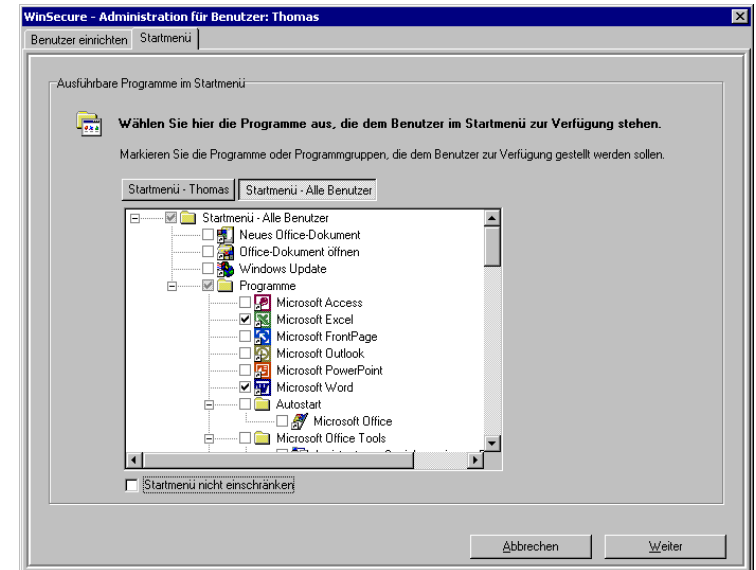 WinSecure - Administration für Benutzer: Thomas
Benutzer einrichten
Startmenü
Ausführbare Programme im Startmenü
Wählen Sie hier die Programme aus, die dem Benutzer im Startmenü zur Verfügung stehen.
Markieren Sie die Programme oder Programmgruppen, die dem Benutzer zur Verfügung gestellt werden sollen.
Startmenü - Thomas
Startmenü - Alle Benutzer
Startmenü - Alle Benutzer
Neues Office-Dokument
Office-Dokument öffnen
Windows Update
Programme
Microsoft Access
Microsoft Excel
Microsoft FrontPage
Microsoft Outlook
Microsoft PowerPoint
Microsoft Word
Autostart
Microsoft Office
Microsoft Office Tools
Startmenü nicht einschränken
Abbrechen
Weiter